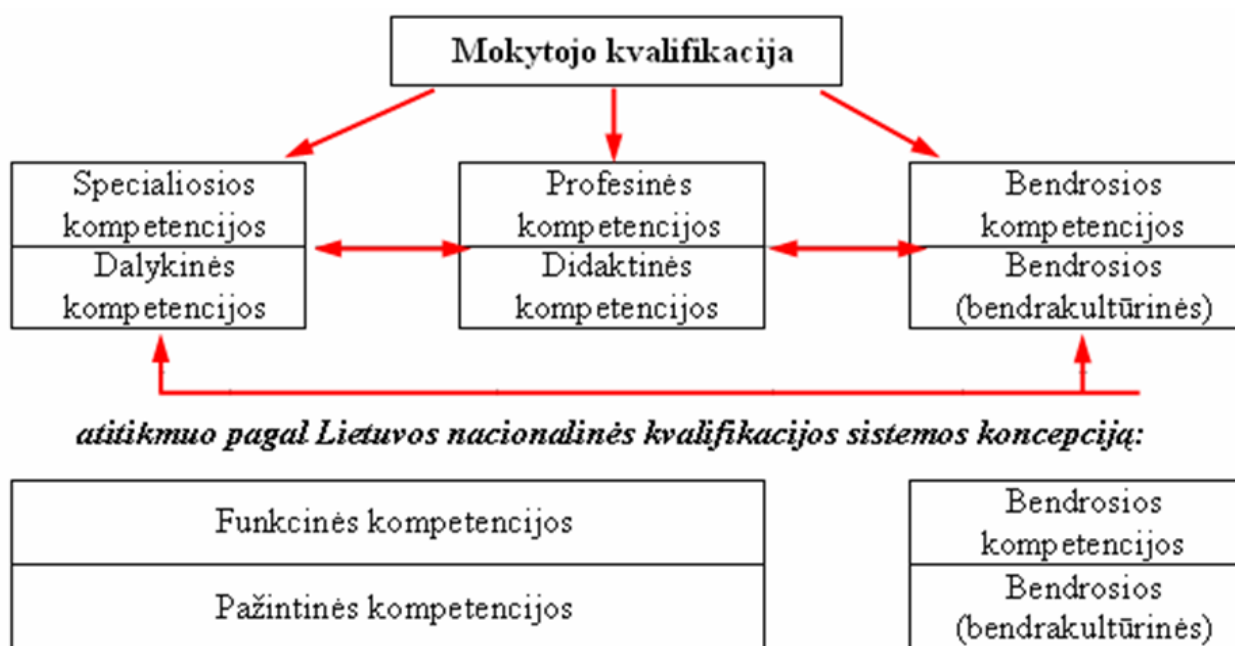 Mokytojo kvalifikacija
Specialiosios
kompetencijos
Dalykinės
kompetencijos
Profesinės
kompetencijos
Didaktinės
kompetencijos
Bendrosios
kompetencijos
Bendrosios
(bendrakultūrinės)
atitikmuo pagal Lietuvos nacionalinės kvalifikacijos sistemos koncepciją:
Funkcinės kompetencijos
Pažintinės kompetencijos
Bendrosios
kompetencijos
Bendrosios
(bendrakultūrinės)